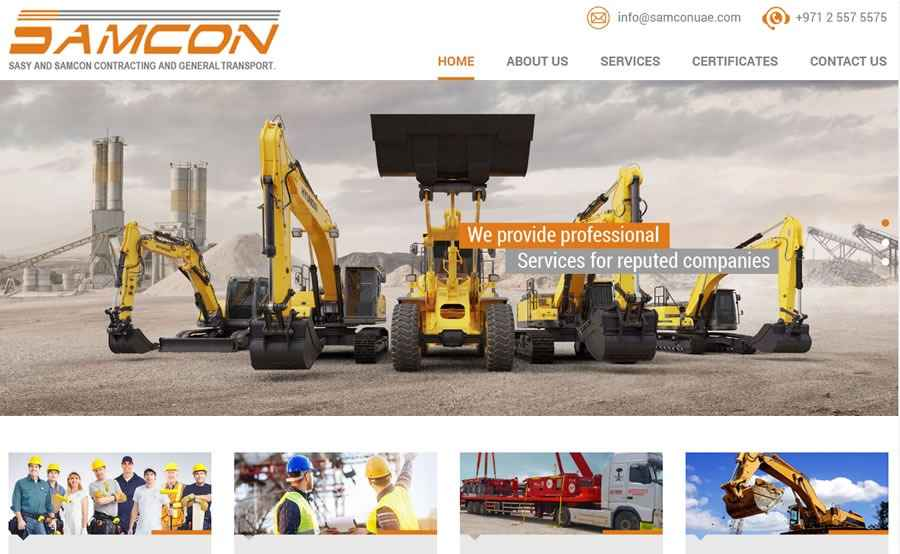 SAMCON
SASY AND SAMCON CONTRACTING AND GENERAL TRANSPORT.
info@samconuae.com
+971 2 557 5575
HOME
ABOUT US
SERVICES
CERTIFICATES
CONTACT US
We provide professional
Services for reputed companies